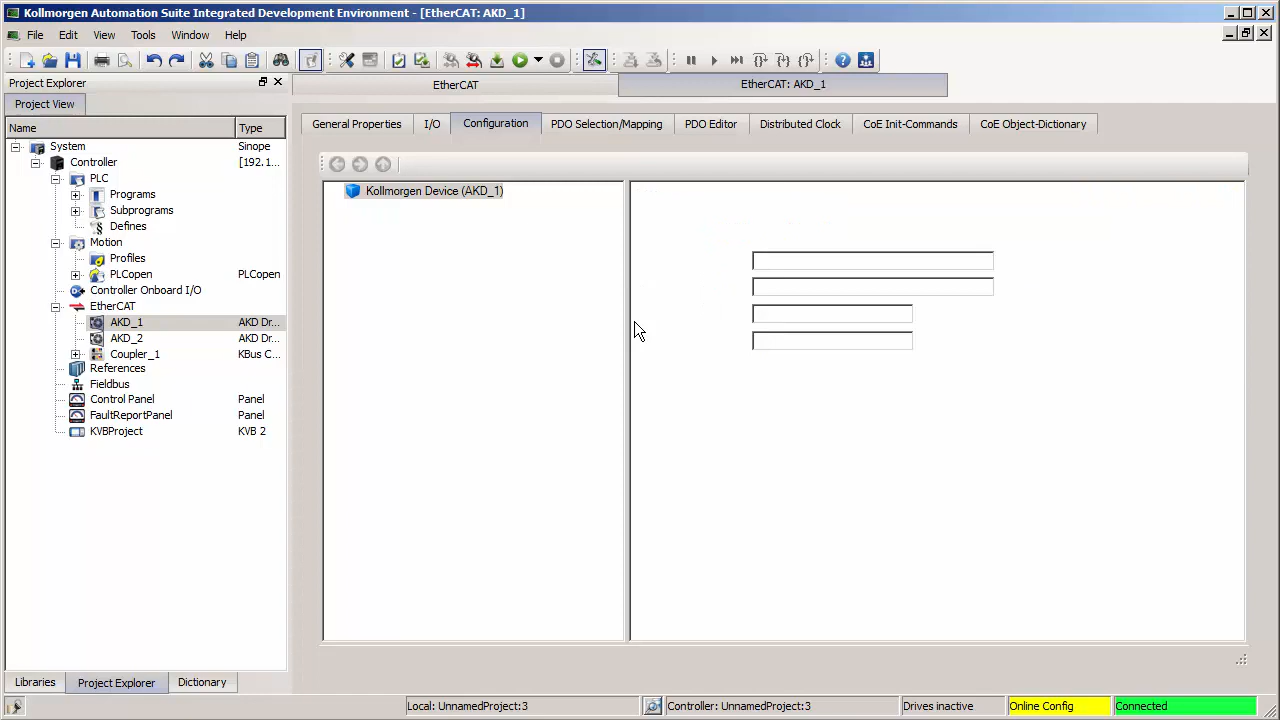 Kollmorgen Automation Suite Integrated Development Environment - [EtherCAT: AKD_1]
File Edit View Tools Window Help
Project Explorer
EtherCAT
EtherCAT: AKD_1
Project View
General Properties
I/O
Configuration
PDO Selection/Mapping
PDO Editor
Distributed Clock
CoE Init-Commands
CoE Object-Dictionary
Name Type
System Sinope
Controller [192.1...
PLC
Programs
Subprograms
Defines
Motion
Profiles
PLCopen PLCopen
Controller Onboard I/O
EtherCAT
AKD_1 AKD Dr...
AKD_2 AKD Dr...
Coupler_1 KBus C...
References
Fieldbus
Control Panel Panel
FaultReportPanel Panel
KVBProject KVB 2
Kollmorgen Device (AKD_1)
Libraries Project Explorer Dictionary
Local: UnnamedProject:3
Controller: UnnamedProject:3
Drives inactive
Online Config
Connected